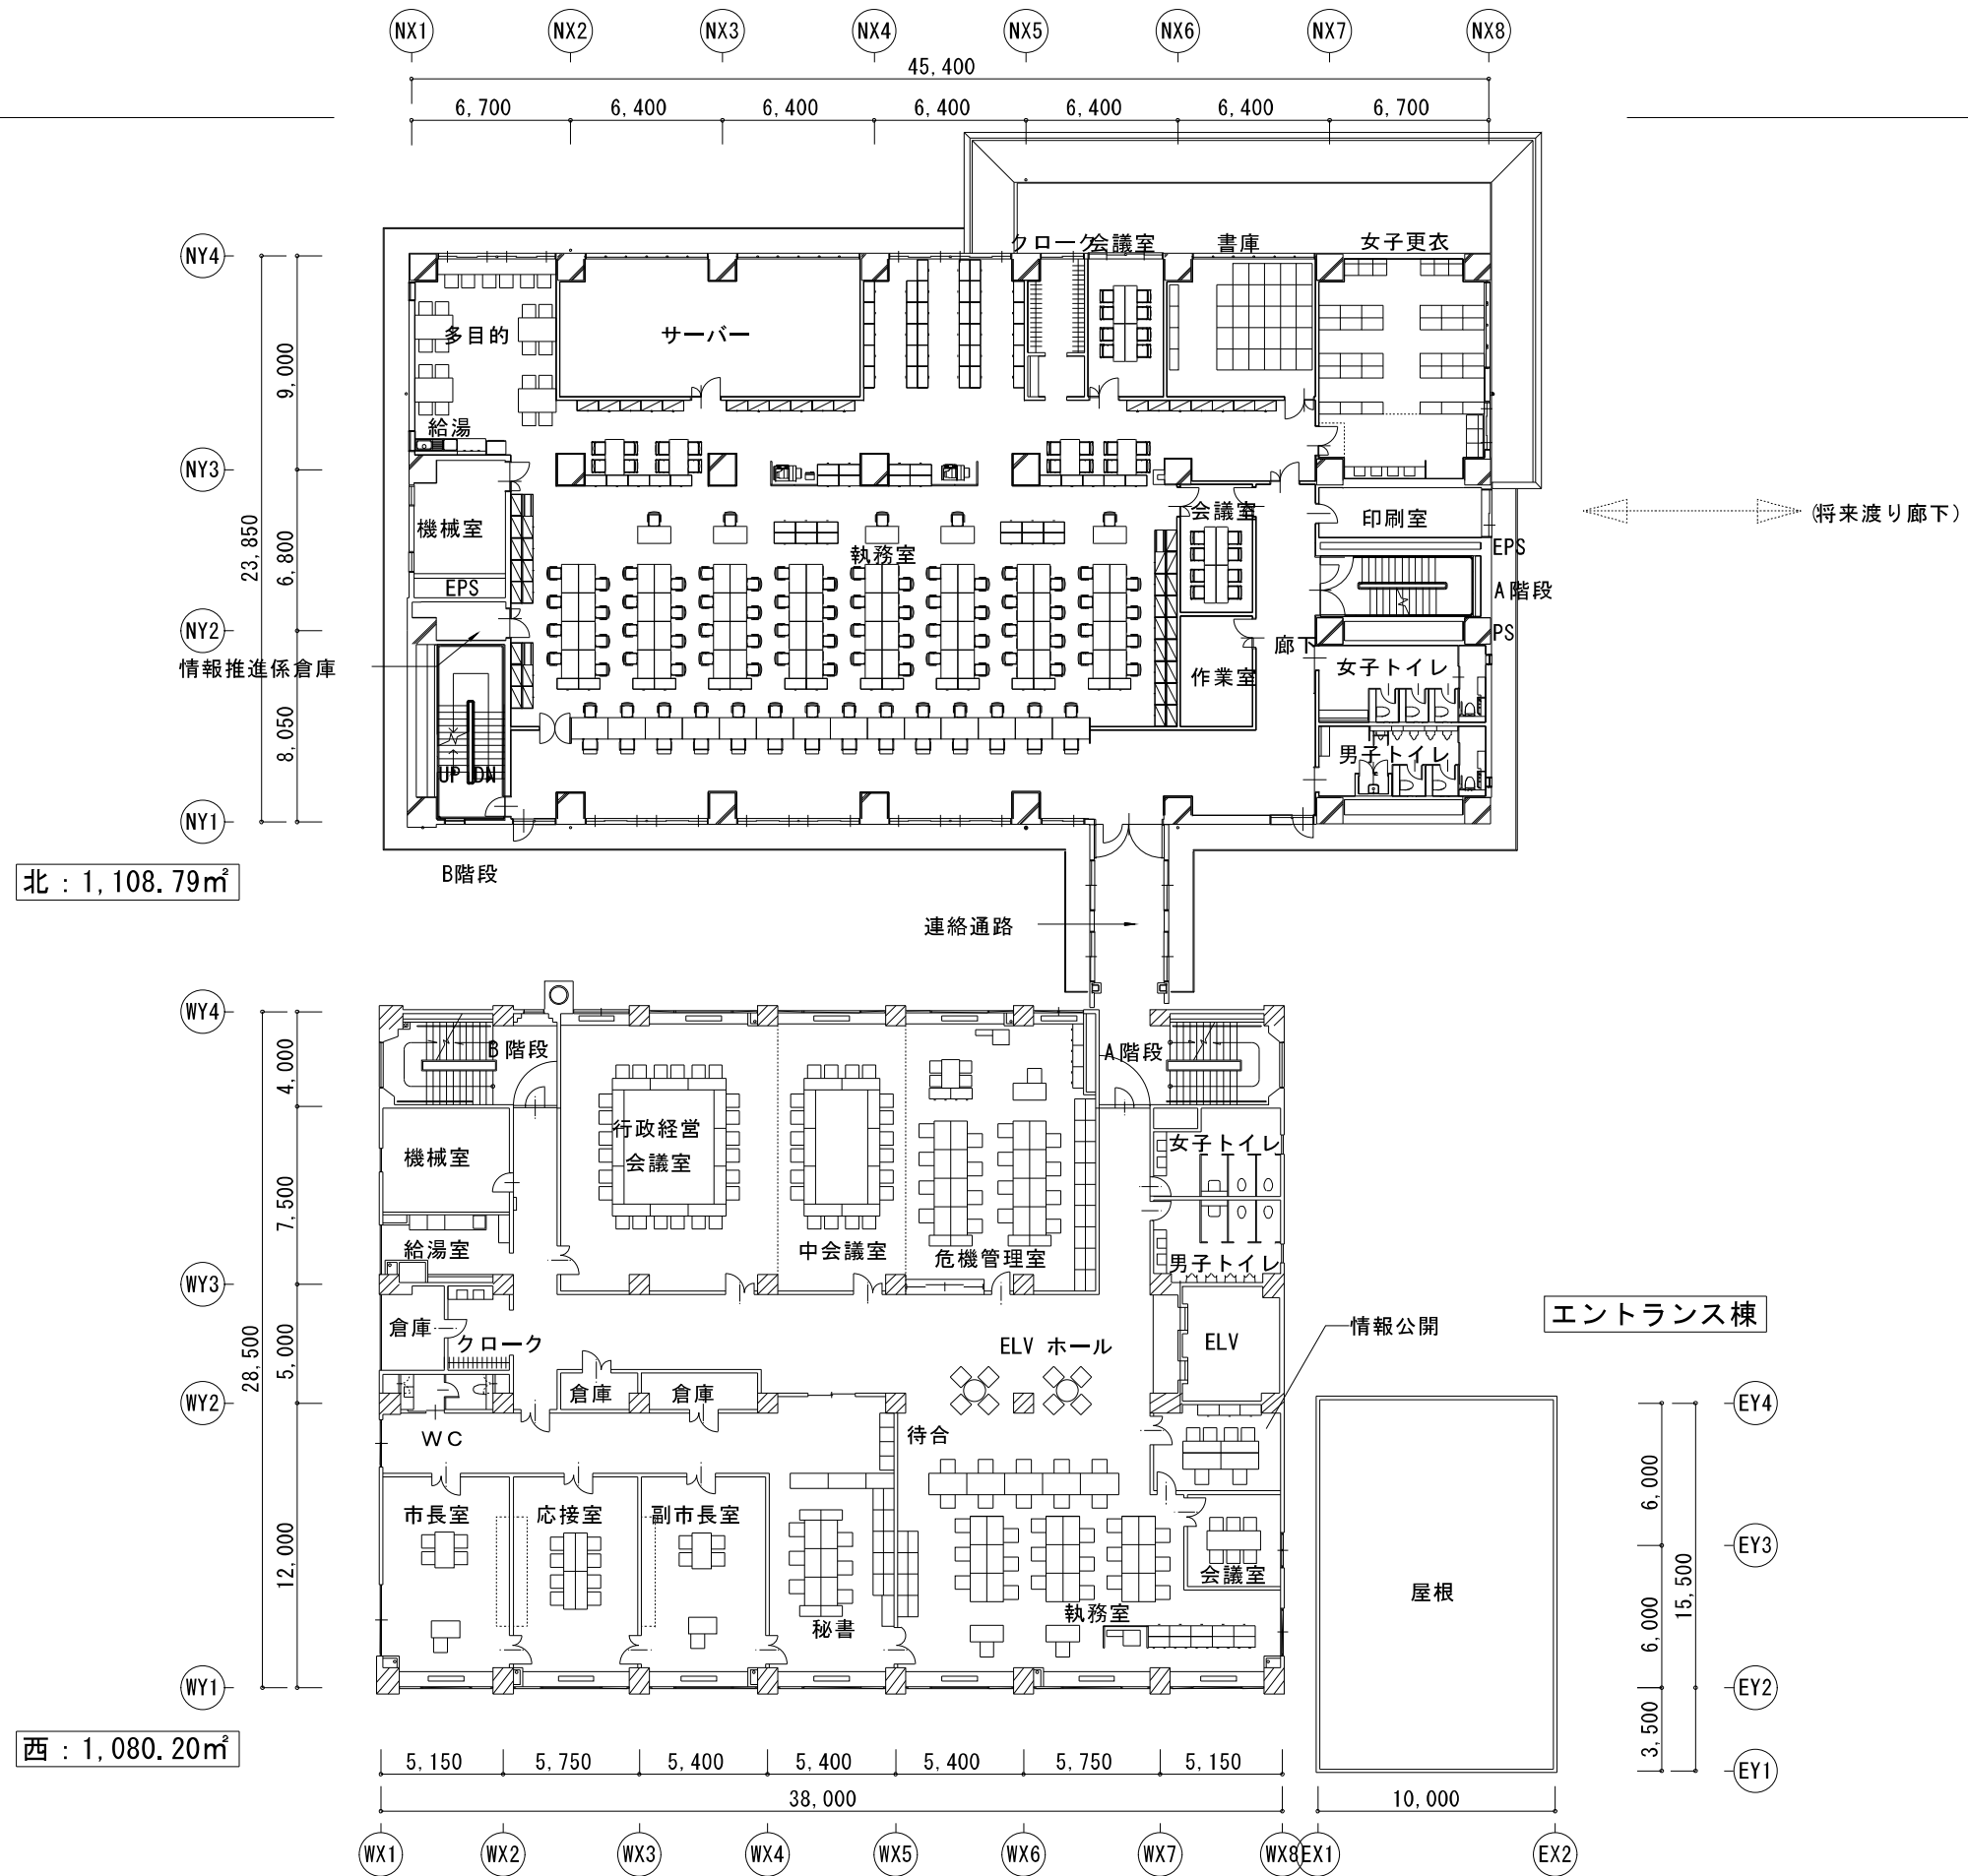 NX1 NX2 NX3 NX4 NX5 NX6 NX7 NX8
45,400
6,700 6,400 6,400 6,400 6,400 6,400 6,700
NY4
クローク 会議室 書庫 女子更衣
多目的 サーバー
9,000
給湯
NY3
機械室 会議室 印刷室 (将来渡り廊下)
23,850 6,800
執務室 EPS
EPS A階段
NY2 PS
情報推進係倉庫 廊下 女子トイレ
作業室
8,050
UP DN 男子トイレ
NY1
B階段
北：1,108.79㎡
連絡通路
WY4
4,000
B階段 A階段
行政経営
会議室
機械室 女子トイレ
7,500
給湯室 中会議室 危機管理室 男子トイレ
WY3
エントランス棟
倉庫 クローク ELV ホール ELV 情報公開
28,500 5,000
倉庫 倉庫
WY2 EY4
WC 待合
6,000
市長室 応接室 副市長室
12,000
EY3
会議室
15,500
秘書 執務室 屋根
6,000
WY1 EY2
西：1,080.20㎡
3,500
5,150 5,750 5,400 5,400 5,400 5,750 5,150
EY1
38,000 10,000
WX1 WX2 WX3 WX4 WX5 WX6 WX7 WX8 EX1 EX2